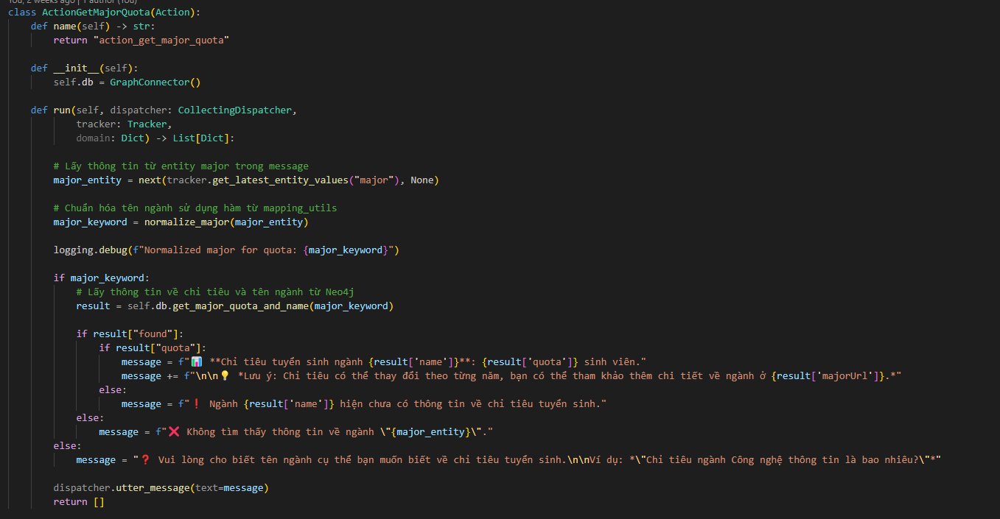 You, 2 weeks ago | 1 author (You)
class ActionGetMajorQuota(Action):
    def name(self) -> str:
        return "action_get_major_quota"

    def __init__(self):
        self.db = GraphConnector()

    def run(self, dispatcher: CollectingDispatcher,
            tracker: Tracker,
            domain: Dict) -> List[Dict]:

        # Lấy thông tin từ entity major trong message
        major_entity = next(tracker.get_latest_entity_values("major"), None)

        # Chuẩn hóa tên ngành sử dụng hàm từ mapping_utils
        major_keyword = normalize_major(major_entity)

        logging.debug(f"Normalized major for quota: {major_keyword}")

        if major_keyword:
            # Lấy thông tin về chỉ tiêu và tên ngành từ Neo4j
            result = self.db.get_major_quota_and_name(major_keyword)

            if result["found"]:
                if result["quota"]:
                    message = f"📊 **Chỉ tiêu tuyển sinh ngành {result['name']}**: {result['quota']} sinh viên."
                    message += f"\n\n💡 *Lưu ý: Chỉ tiêu có thể thay đổi theo từng năm, bạn có thể tham khảo thêm chi tiết về ngành ở {result['majorUrl']}.*"
                else:
                    message = f"❗ Ngành {result['name']} hiện chưa có thông tin về chỉ tiêu tuyển sinh."
            else:
                message = f"❌ Không tìm thấy thông tin về ngành \"{major_entity}\"."
        else:
            message = "❓ Vui lòng cho biết tên ngành cụ thể bạn muốn biết về chỉ tiêu tuyển sinh.\n\nVí dụ: *\"Chỉ tiêu ngành Công nghệ thông tin là bao nhiêu?\"*"

        dispatcher.utter_message(text=message)
        return []